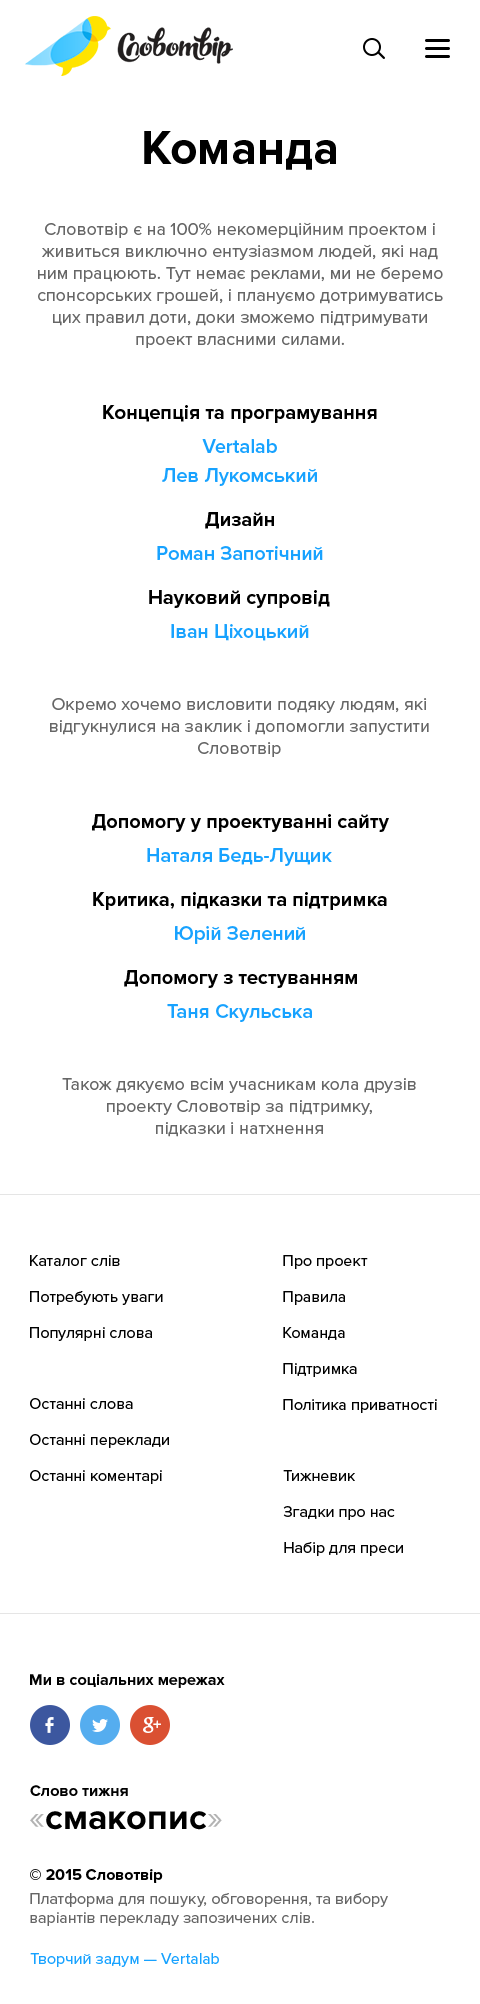 Словотвір
Команда
Словотвір є на 100% некомерційним проектом і
живиться виключно ентузіазмом людей, які над
ним працюють. Тут немає реклами, ми не беремо
спонсорських грошей, і плануємо дотримуватись
цих правил доти, доки зможемо підтримувати
проект власними силами.
Концепція та програмування
Vertalab
Лев Лукомський
Дизайн
Роман Запотічний
Науковий супровід
Іван Ціхоцький
Окремо хочемо висловити подяку людям, які
відгукнулися на заклик і допомогли запустити
Словотвір
Допомогу у проектуванні сайту
Наталя Бедь-Лущик
Критика, підказки та підтримка
Юрій Зелений
Допомогу з тестуванням
Таня Скульська
Також дякуємо всім учасникам кола друзів
проекту Словотвір за підтримку,
підказки і натхнення
Каталог слів
Потребують уваги
Популярні слова
Останні слова
Останні переклади
Останні коментарі
Про проект
Правила
Команда
Підтримка
Політика приватності
Тижневик
Згадки про нас
Набір для преси
Ми в соціальних мережах
Слово тижня
«смакопис»
© 2015 Словотвір
Платформа для пошуку, обговорення, та вибору
варіантів перекладу запозичених слів.
Творчий задум — Vertalab